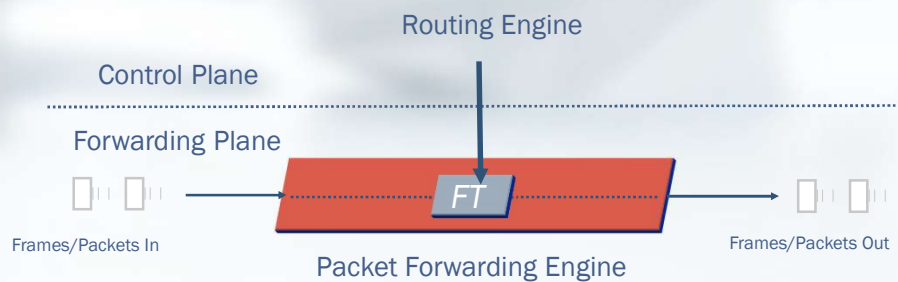 Routing Engine
Control Plane
Forwarding Plane
FT
Frames/Packets In
Frames/Packets Out
Packet Forwarding Engine